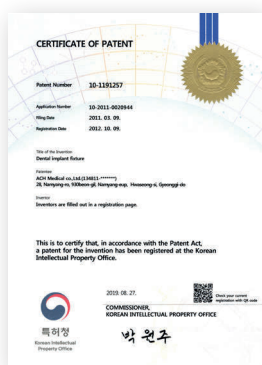 CERTIFICATE OF PATENT
Patent Number 10-1191257
Application Number 10-2011-0020944
Filing Date 2011. 03. 09.
Registration Date 2012. 10. 09.
Title of the Invention
Dental implant fixture
Patentee
ACH Medical co.,Ltd.(134811-*******)
28, Namyang-ro, 930beon-gil, Namyang-eup, Hwaseong-si, Gyeonggi-do
Inventor
Inventors are filled out in a registration page.
This is to certify that, in accordance with the Patent Act,
a patent for the invention has been registered at the Korean
Intellectual Property Office.
2019. 08. 27.
Check your current
registration with QR code
COMMISSIONER,
KOREAN INTELLECTUAL PROPERTY OFFICE
박원주
특허청
Korean Intellectual
Property Office